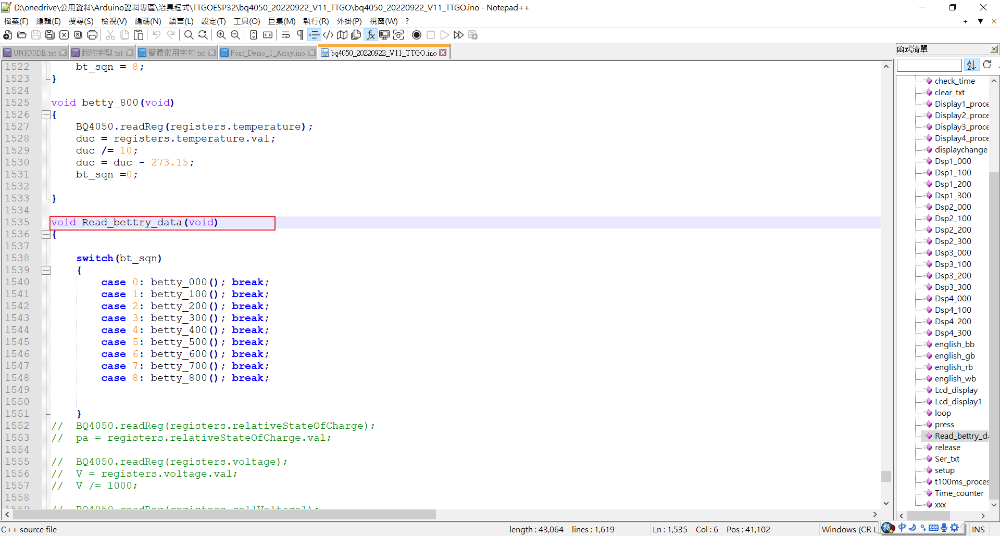 D:\onedrive\公用資料\Arduino資料專區\治具程式\TTGOESP32\bq4050_20220922_V11_TTGO\bq4050_20220922_V11_TTGO.ino - Notepad++
檔案(F) 編輯(E) 搜尋(S) 檢視(V) 編碼(N) 語言(L) 設定(T) 工具(O) 巨集(M) 執行(R) 外掛(P) 視窗(W) ?
UNICODE.txt 我的字型.txt 簡體常用字句.txt Font_Demo_1_Array.ino bq4050_20220922_V11_TTGO.ino
1522 bt_sqn = 8;
1523 }
1524
1525 void betty_800(void)
1526 {
1527 BQ4050.readReg(registers.temperature);
1528 duc = registers.temperature.val;
1529 duc /= 10;
1530 duc = duc - 273.15;
1531 bt_sqn =0;
1532
1533 }
1534
1535 void Read_bettry_data(void)
1536 {
1537
1538 switch(bt_sqn)
1539 {
1540 case 0: betty_000(); break;
1541 case 1: betty_100(); break;
1542 case 2: betty_200(); break;
1543 case 3: betty_300(); break;
1544 case 4: betty_400(); break;
1545 case 5: betty_500(); break;
1546 case 6: betty_600(); break;
1547 case 7: betty_700(); break;
1548 case 8: betty_800(); break;
1549
1550
1551 }
1552 // BQ4050.readReg(registers.relativeStateOfCharge);
1553 // pa = registers.relativeStateOfCharge.val;
1554
1555 // BQ4050.readReg(registers.voltage);
1556 // V = registers.voltage.val;
1557 // V /= 1000;
1558
1559 // BQ4050.readReg(registers.cellVoltage1);
函式清單
check_time
clear_txt
Display1_proce
Display2_proce
Display3_proce
Display4_proce
displaychange
Dsp1_000
Dsp1_100
Dsp1_200
Dsp1_300
Dsp2_000
Dsp2_100
Dsp2_200
Dsp2_300
Dsp3_000
Dsp3_100
Dsp3_200
Dsp3_300
Dsp4_000
Dsp4_100
Dsp4_200
Dsp4_300
english_bb
english_gb
english_rb
english_wb
Lcd_display
Lcd_display1
loop
press
Read_bettry_da
release
Ser_txt
setup
t100ms_proces
Time_counter
xxx
C++ source file length : 43,064 lines : 1,619 Ln : 1,535 Col : 6 Pos : 41,102 Windows (CR L 中 INS